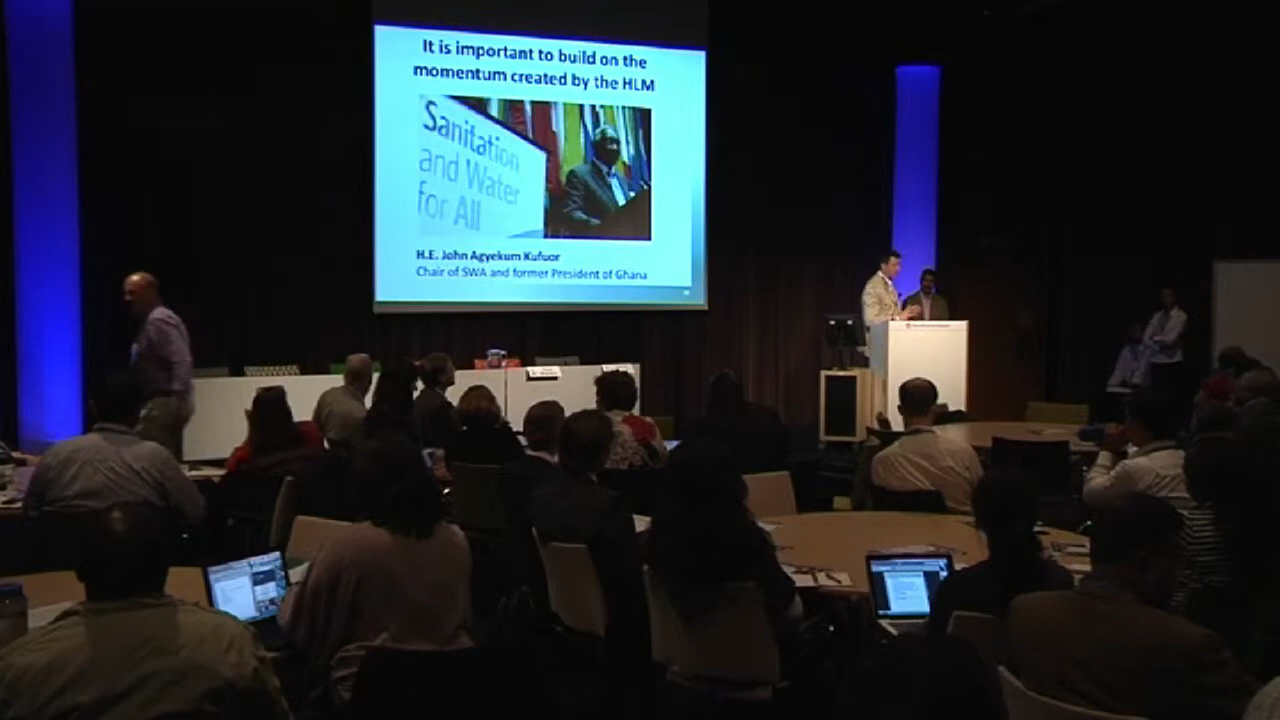 It is important to build on the
momentum created by the HLM
Sanitation
and Water
for All
H.E. John Agyekum Kufuor
Chair of SWA and former President of Ghana